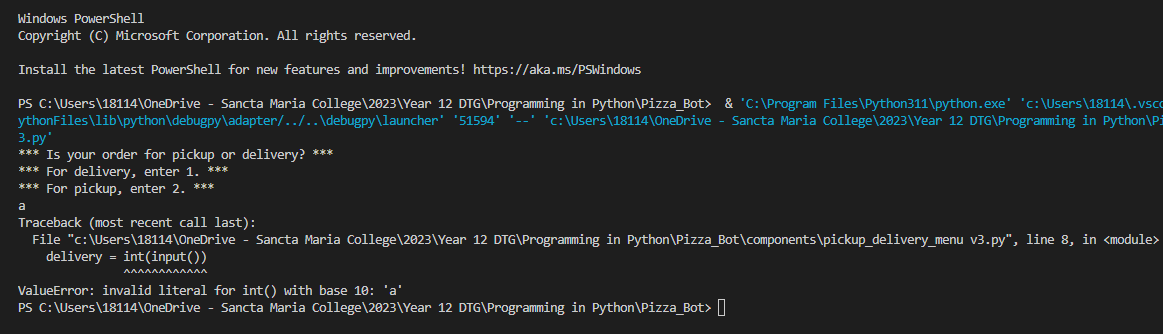 Windows PowerShell
Copyright (C) Microsoft Corporation. All rights reserved.
Install the latest PowerShell for new features and improvements! https://aka.ms/PSWindows
PS C:\Users\18114\OneDrive - Sancta Maria College\2023\Year 12 DTG\Programming in Python\Pizza_Bot>  & 'C:\Program Files\Python311\python.exe' 'c:\Users\18114\.vsco
ythonFiles\lib\python\debugpy\adapter/../..\debugpy\launcher' '51594' '--' 'c:\Users\18114\OneDrive - Sancta Maria College\2023\Year 12 DTG\Programming in Python\Pi
3.py'
*** Is your order for pickup or delivery? ***
*** For delivery, enter 1. ***
*** For pickup, enter 2. ***
a
Traceback (most recent call last):
  File "c:\Users\18114\OneDrive - Sancta Maria College\2023\Year 12 DTG\Programming in Python\Pizza_Bot\components\pickup_delivery_menu v3.py", line 8, in <module>
    delivery = int(input())
               ^^^^^^^^^^^^
ValueError: invalid literal for int() with base 10: 'a'
PS C:\Users\18114\OneDrive - Sancta Maria College\2023\Year 12 DTG\Programming in Python\Pizza_Bot>